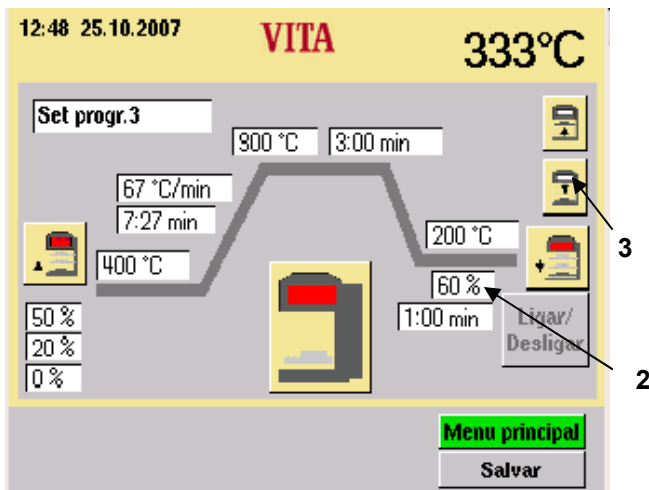 12:48 25.10.2007 VITA 333°C
Set progr.3
900 °C 3:00 min
67 °C/min
7:27 min
400 °C
200 °C
3
50 %
20 %
0 %
60 %
1:00 min
Ligar/
Desligar
2
Menu principal
Salvar